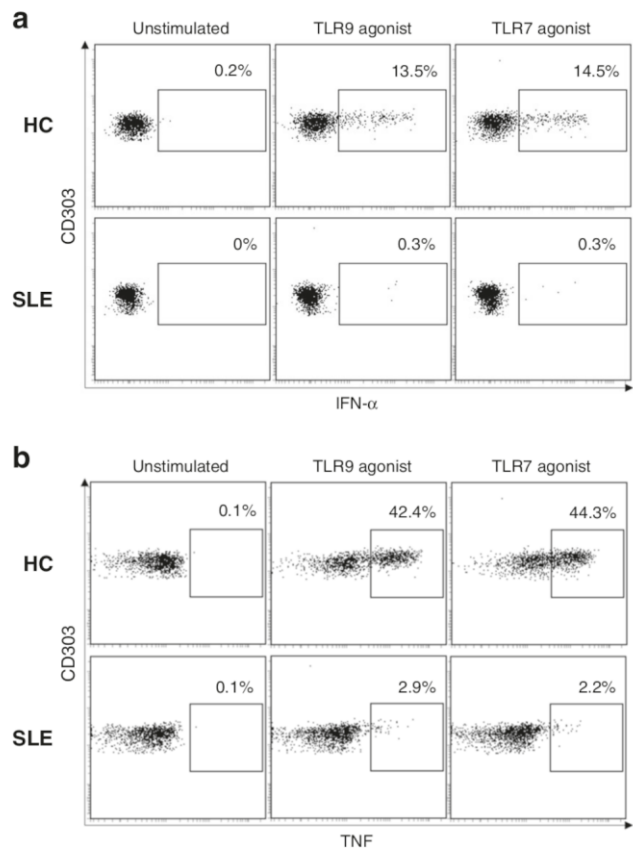 a
Unstimulated TLR9 agonist TLR7 agonist
HC 0.2% 13.5% 14.5%
SLE 0% 0.3% 0.3%
CD303
IFN-α
b
Unstimulated TLR9 agonist TLR7 agonist
HC 0.1% 42.4% 44.3%
SLE 0.1% 2.9% 2.2%
CD303
TNF